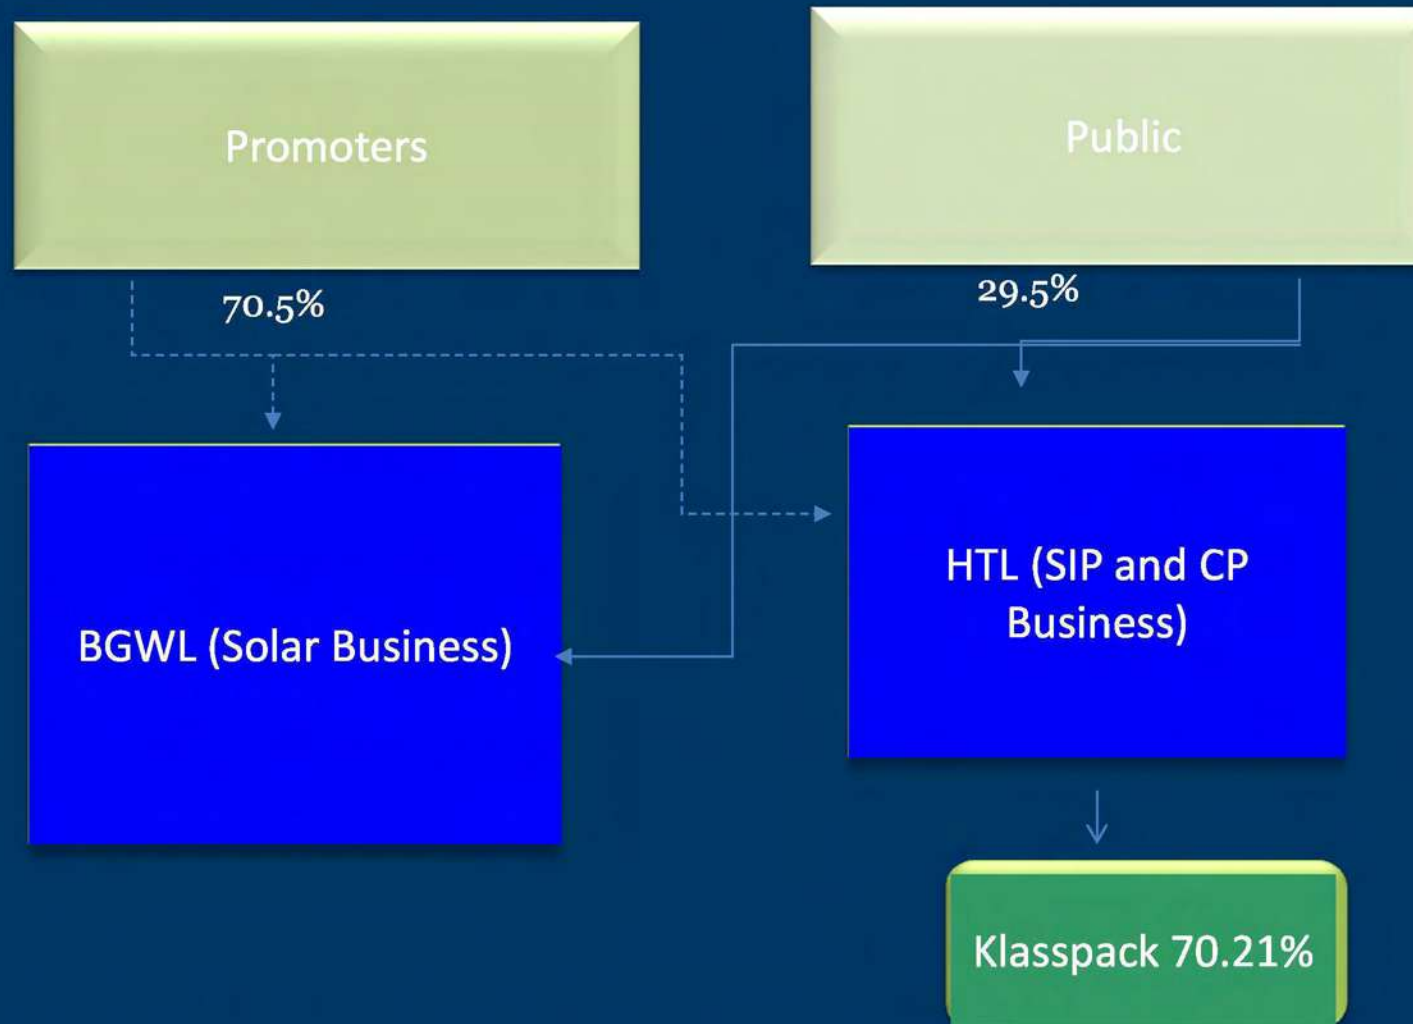 Promoters
Public
70.5%
29.5%
BGWL (Solar Business)
HTL (SIP and CP
Business)
Klasspack 70.21%